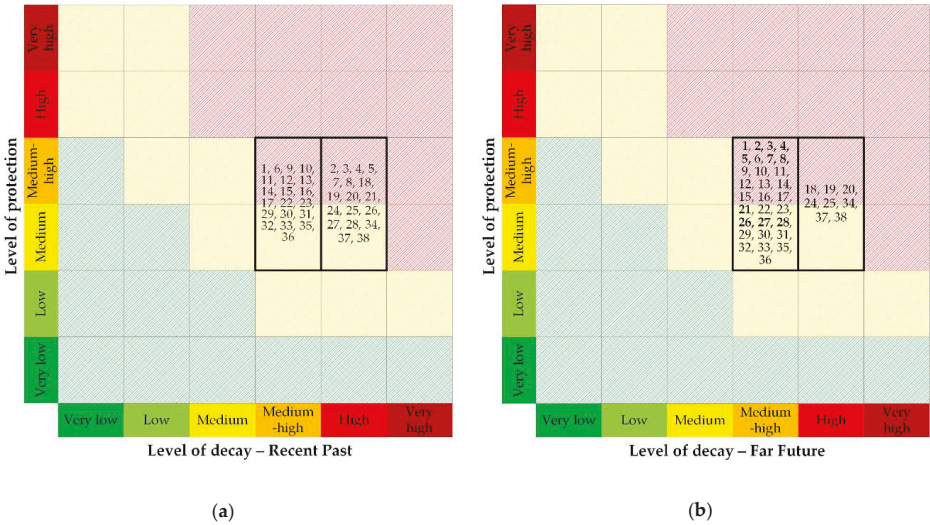 Level of protection
Very
high
High
Medium-
high
Medium
Low
Very low
1, 6, 9, 10,
11, 12, 13,
14, 15, 16,
17, 22, 23,
29, 30, 31,
32, 33, 35,
36
2, 3, 4, 5,
7, 8, 18,
19, 20, 21,
24, 25, 26,
27, 28, 34,
37, 38
Very low
Low
Medium
Medium
-high
High
Very
high
Level of decay – Recent Past
(a)
Level of protection
Very
high
High
Medium-
high
Medium
Low
Very low
1, 2, 3, 4,
5, 6, 7, 8,
9, 10, 11,
12, 13, 14,
15, 16, 17,
21, 22, 23,
26, 27, 28,
29, 30, 31,
32, 33, 35,
36
18, 19, 20,
24, 25, 34,
37, 38
Very low
Low
Medium
Medium
-high
High
Very
high
Level of decay – Far Future
(b)